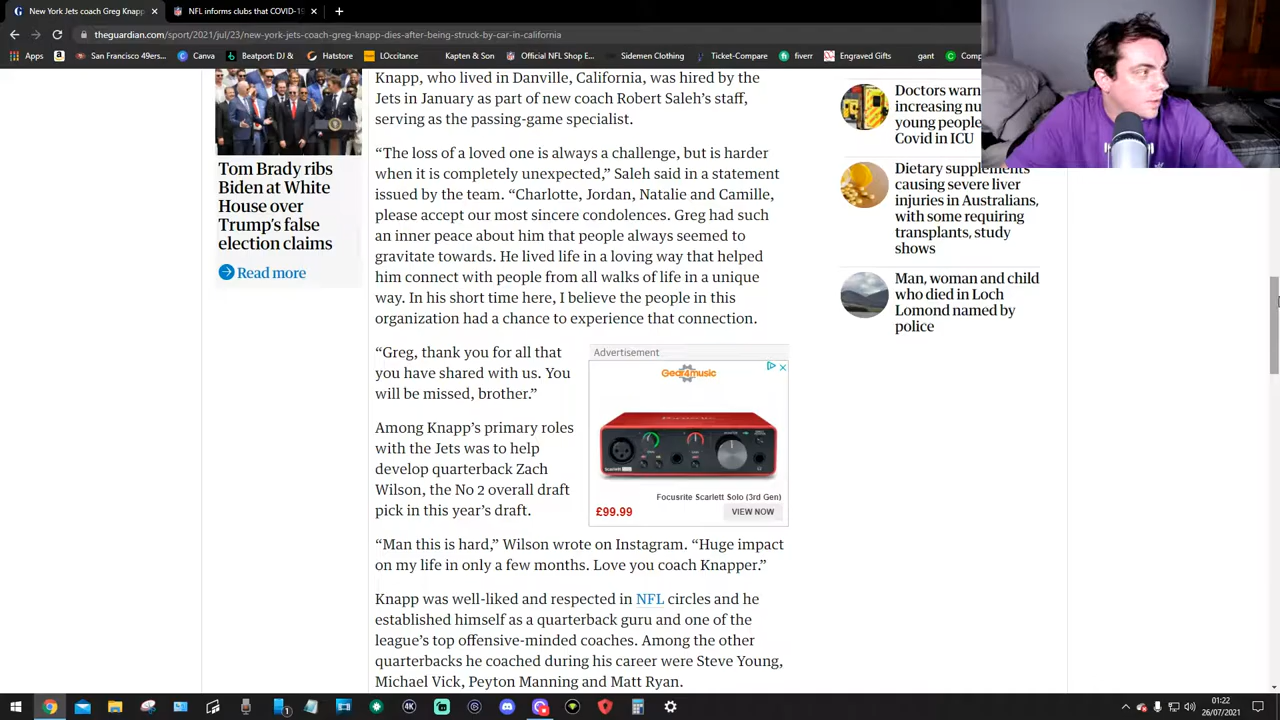 New York Jets coach Greg Knapp
NFL informs clubs that COVID-19
theguardian.com/sport/2021/jul/23/new-york-jets-coach-greg-knapp-dies-after-being-struck-by-car-in-california
Apps
San Francisco 49ers...
Canva
Beatport: DJ &
Hatstore
LOccitance
Kapten & Son
Official NFL Shop E...
Sidemen Clothing
Ticket-Compare
fiverr
Engraved Gifts
gant
Tom Brady ribs
Biden at White
House over
Trump’s false
election claims
Read more
Knapp, who lived in Danville, California, was hired by the
Jets in January as part of new coach Robert Saleh’s staff,
serving as the passing-game specialist.
“The loss of a loved one is always a challenge, but is harder
when it is completely unexpected,” Saleh said in a statement
issued by the team. “Charlotte, Jordan, Natalie and Camille,
please accept our most sincere condolences. Greg had such
an inner peace about him that people always seemed to
gravitate towards. He lived life in a loving way that helped
him connect with people from all walks of life in a unique
way. In his short time here, I believe the people in this
organization had a chance to experience that connection.
“Greg, thank you for all that
you have shared with us. You
will be missed, brother.”
Among Knapp’s primary roles
with the Jets was to help
develop quarterback Zach
Wilson, the No 2 overall draft
pick in this year’s draft.
Advertisement
Gear4music
Focusrite Scarlett Solo (3rd Gen)
£99.99
VIEW NOW
“Man this is hard,” Wilson wrote on Instagram. “Huge impact
on my life in only a few months. Love you coach Knapper.”
Knapp was well-liked and respected in NFL circles and he
established himself as a quarterback guru and one of the
league’s top offensive-minded coaches. Among the other
quarterbacks he coached during his career were Steve Young,
Michael Vick, Peyton Manning and Matt Ryan.
Doctors warn
increasing nu
young people
Covid in ICU
Dietary supplements
causing severe liver
injuries in Australians,
with some requiring
transplants, study
shows
Man, woman and child
who died in Loch
Lomond named by
police
01:22
26/07/2021